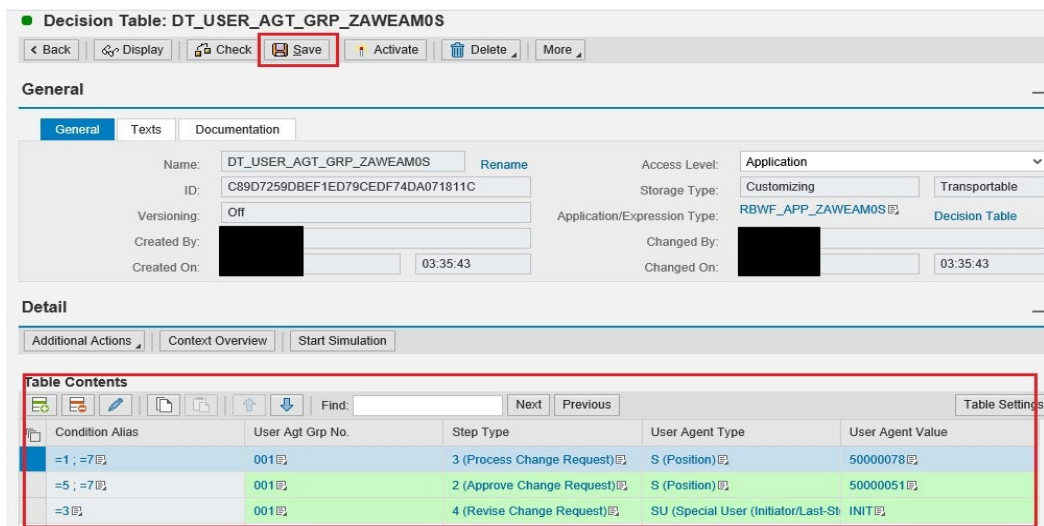 Decision Table: DT_USER_AGT_GRP_ZAWEAM0S
Back Display Check Save Activate Delete More
General
General Texts Documentation
Name: DT_USER_AGT_GRP_ZAWEAM0S Rename Access Level: Application
ID: C89D7259DBEF1ED79CEDF74DA071811C Storage Type: Customizing Transportable
Versioning: Off Application/Expression Type: RBWF_APP_ZAWEAM0S Decision Table
Created By: Changed By:
Created On: 03:35:43 Changed On: 03:35:43
Detail
Additional Actions Context Overview Start Simulation
Table Contents
Find: Next Previous Table Settings
Condition Alias User Agt Grp No. Step Type User Agent Type User Agent Value
=1 ; =7 001 3 (Process Change Request) S (Position) 50000078
=5 ; =7 001 2 (Approve Change Request) S (Position) 50000051
=3 001 4 (Revise Change Request) SU (Special User (Initiator/Last-St INIT